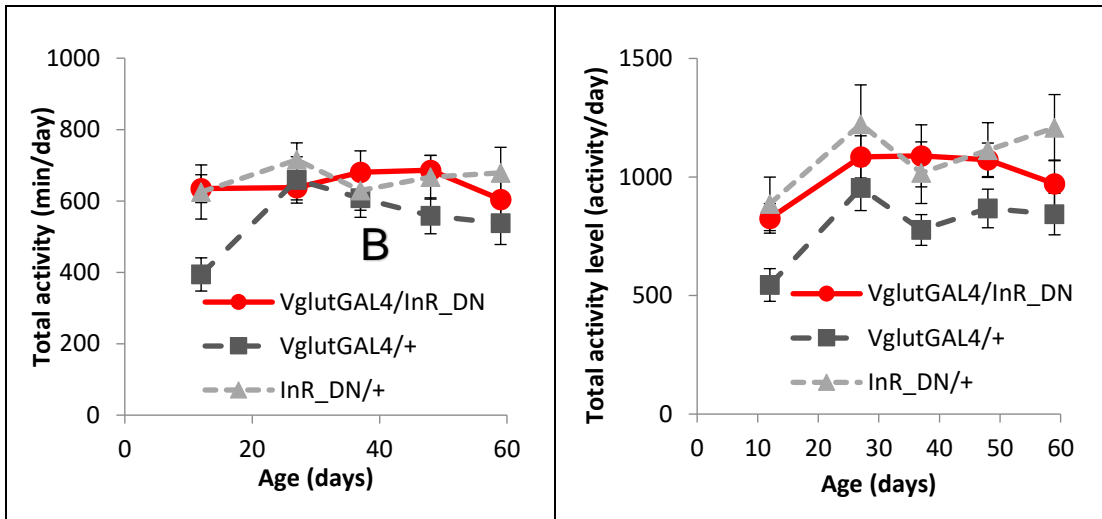 Total activity (min/day)
1000
800
600
400
200
0
B
VglutGAL4/InR_DN
VglutGAL4/+
InR_DN/+
0 20 40 60
Age (days)
Total activity level (activity/day)
1500
1000
500
0
VglutGAL4/InR_DN
VglutGAL4/+
InR_DN/+
0 10 20 30 40 50 60
Age (days)